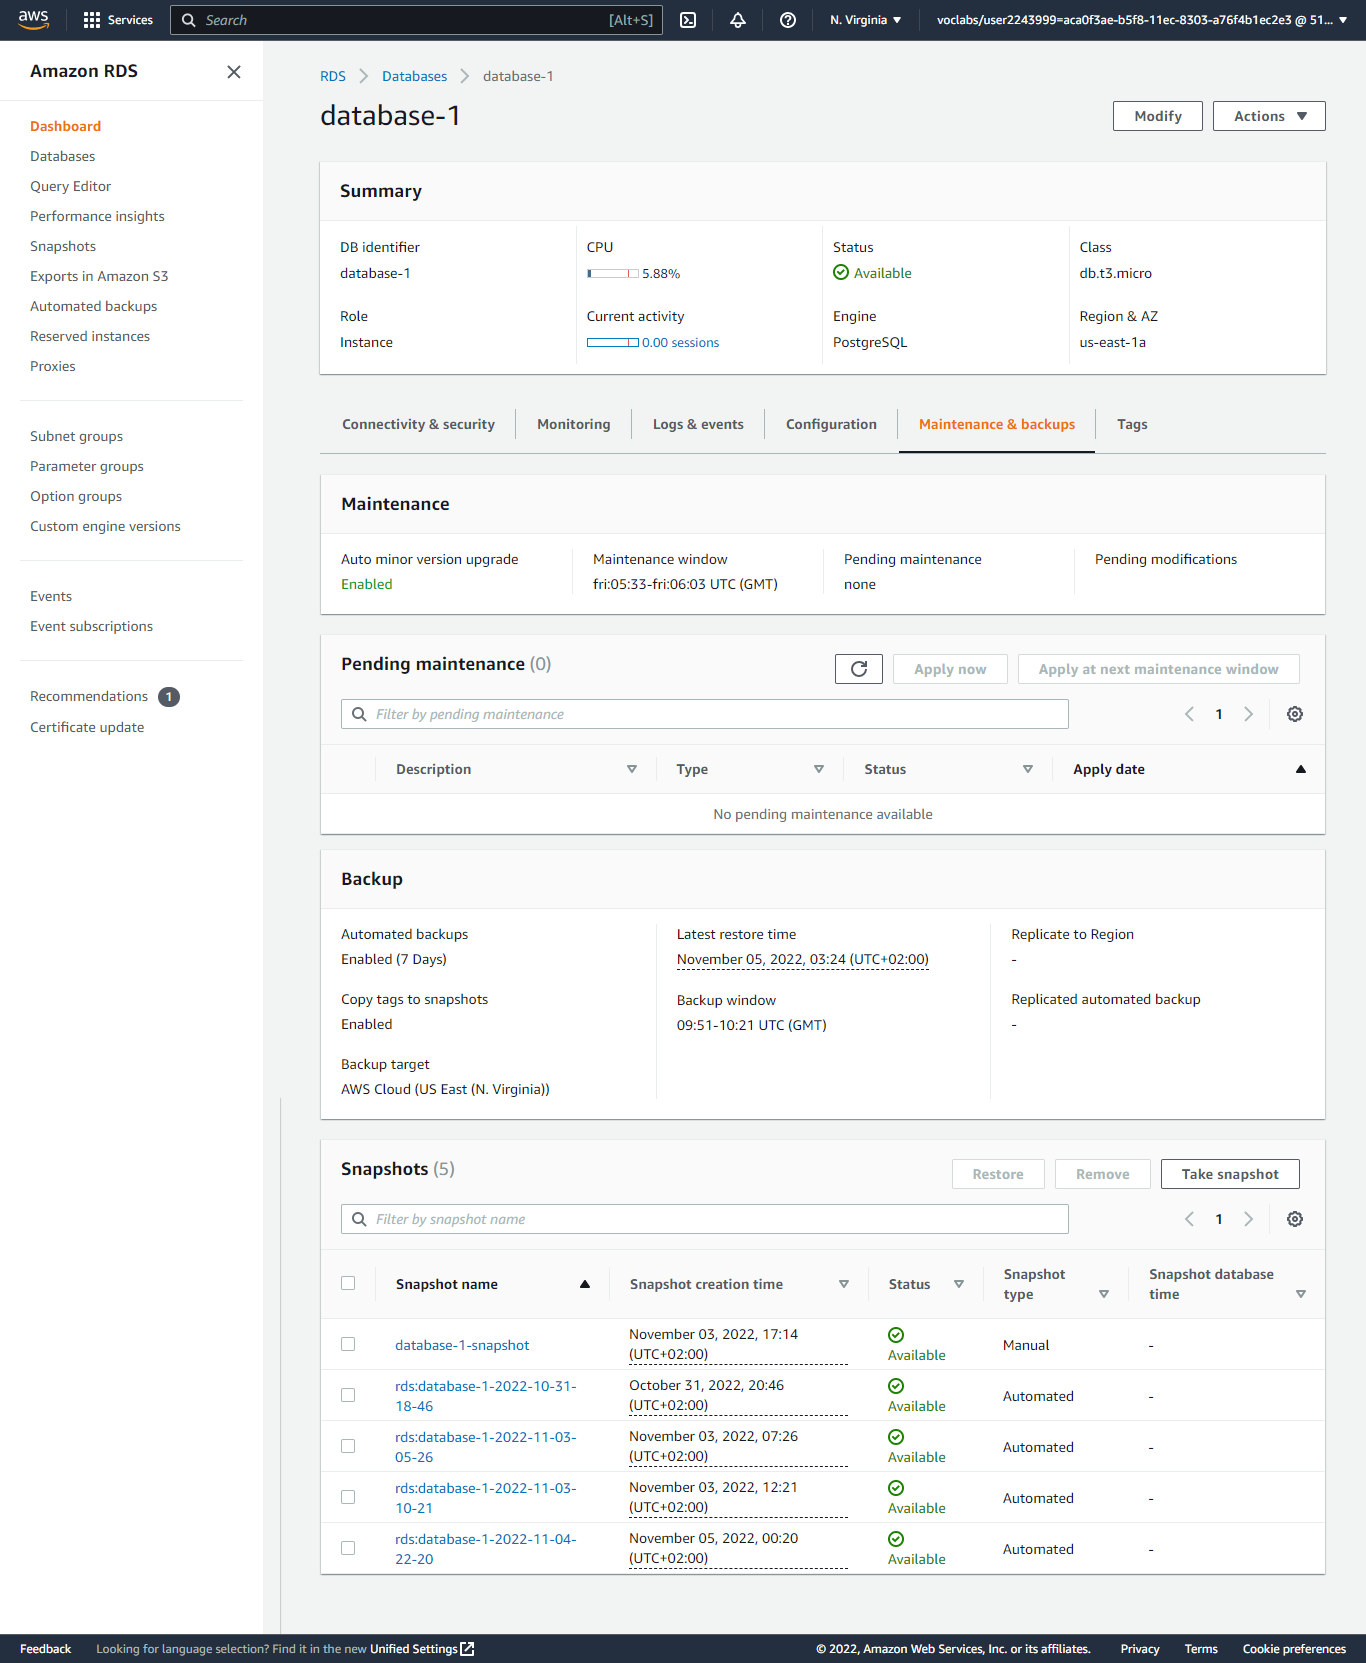 aws
Services
Search [Alt+S]
N. Virginia
voclabs/user2243999=aca0f3ae-b5f8-11ec-8303-a76f4b1ec2e3 @ 51...
Amazon RDS
Dashboard
Databases
Query Editor
Performance insights
Snapshots
Exports in Amazon S3
Automated backups
Reserved instances
Proxies
Subnet groups
Parameter groups
Option groups
Custom engine versions
Events
Event subscriptions
Recommendations 1
Certificate update
RDS Databases database-1
database-1
Modify Actions
Summary
DB identifier CPU Status Class
database-1 5.88% Available db.t3.micro
Role Current activity Engine Region & AZ
Instance 0.00 sessions PostgreSQL us-east-1a
Connectivity & security Monitoring Logs & events Configuration Maintenance & backups Tags
Maintenance
Auto minor version upgrade Maintenance window Pending maintenance Pending modifications
Enabled fri:05:33-fri:06:03 UTC (GMT) none
Pending maintenance (0)
Apply now Apply at next maintenance window
Filter by pending maintenance 1
Description Type Status Apply date
No pending maintenance available
Backup
Automated backups Latest restore time Replicate to Region
Enabled (7 Days) November 05, 2022, 03:24 (UTC+02:00) -
Copy tags to snapshots Backup window Replicated automated backup
Enabled 09:51-10:21 UTC (GMT) -
Backup target
AWS Cloud (US East (N. Virginia))
Snapshots (5)
Restore Remove Take snapshot
Filter by snapshot name 1
Snapshot name Snapshot creation time Status Snapshot type Snapshot database time
database-1-snapshot November 03, 2022, 17:14 (UTC+02:00) Available Manual -
rds:database-1-2022-10-31-18-46 October 31, 2022, 20:46 (UTC+02:00) Available Automated -
rds:database-1-2022-11-03-05-26 November 03, 2022, 07:26 (UTC+02:00) Available Automated -
rds:database-1-2022-11-03-10-21 November 03, 2022, 12:21 (UTC+02:00) Available Automated -
rds:database-1-2022-11-04-22-20 November 05, 2022, 00:20 (UTC+02:00) Available Automated -
Feedback Looking for language selection? Find it in the new Unified Settings © 2022, Amazon Web Services, Inc. or its affiliates. Privacy Terms Cookie preferences